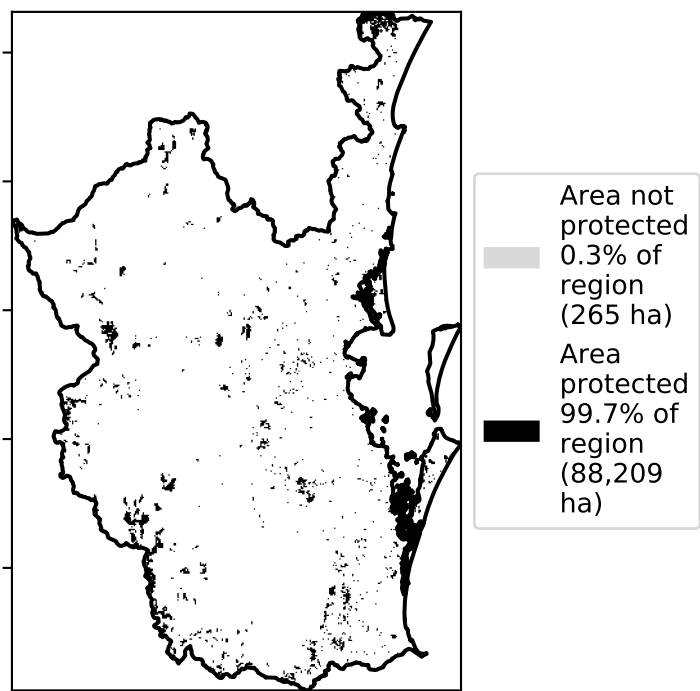 Area not
protected
0.3% of
region
(265 ha)
Area
protected
99.7% of
region
(88,209
ha)